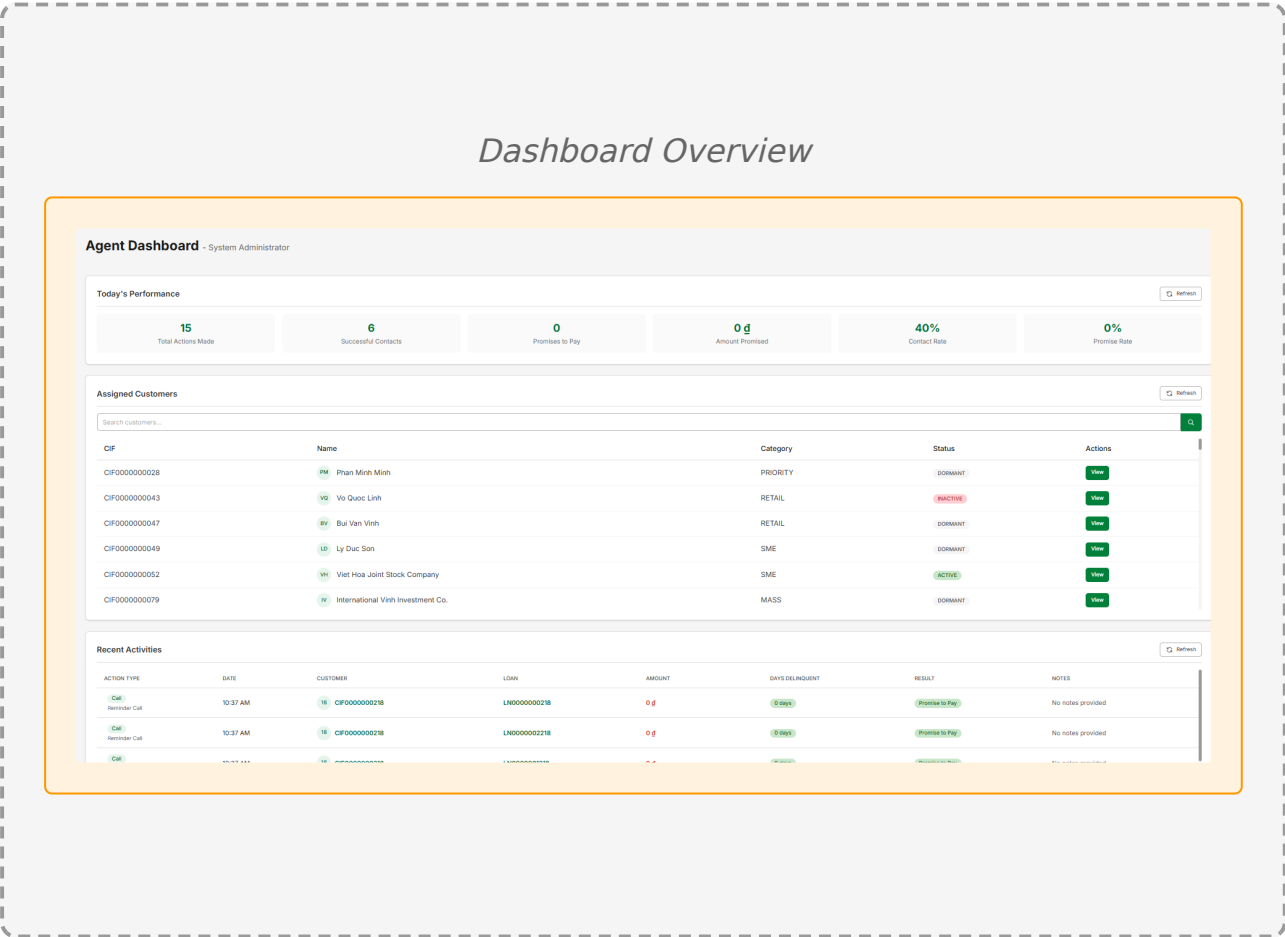 Dashboard Overview
Agent Dashboard - System Administrator
Today's Performance Refresh
15 6 0 0 ₫ 40% 0%
Total Actions Made Successful Contacts Promises to Pay Amount Promised Contact Rate Promise Rate
Assigned Customers Refresh
Search customers...
CIF Name Category Status Actions
CIF0000000028 PM Phan Minh Minh PRIORITY DORMANT View
CIF0000000043 VQ Vo Quoc Linh RETAIL INACTIVE View
CIF0000000047 BV Bui Van Vinh RETAIL DORMANT View
CIF0000000049 LD Ly Duc Son SME DORMANT View
CIF0000000052 VH Viet Hoa Joint Stock Company SME ACTIVE View
CIF0000000079 IV International Vinh Investment Co. MASS DORMANT View
Recent Activities Refresh
ACTION TYPE DATE CUSTOMER LOAN AMOUNT DAYS DELINQUENT RESULT NOTES
Call
Reminder Call 10:37 AM 18 CIF0000000218 LN0000000218 0 ₫ 0 days Promise to Pay No notes provided
Call
Reminder Call 10:37 AM 18 CIF0000000218 LN0000002218 0 ₫ 0 days Promise to Pay No notes provided
Call